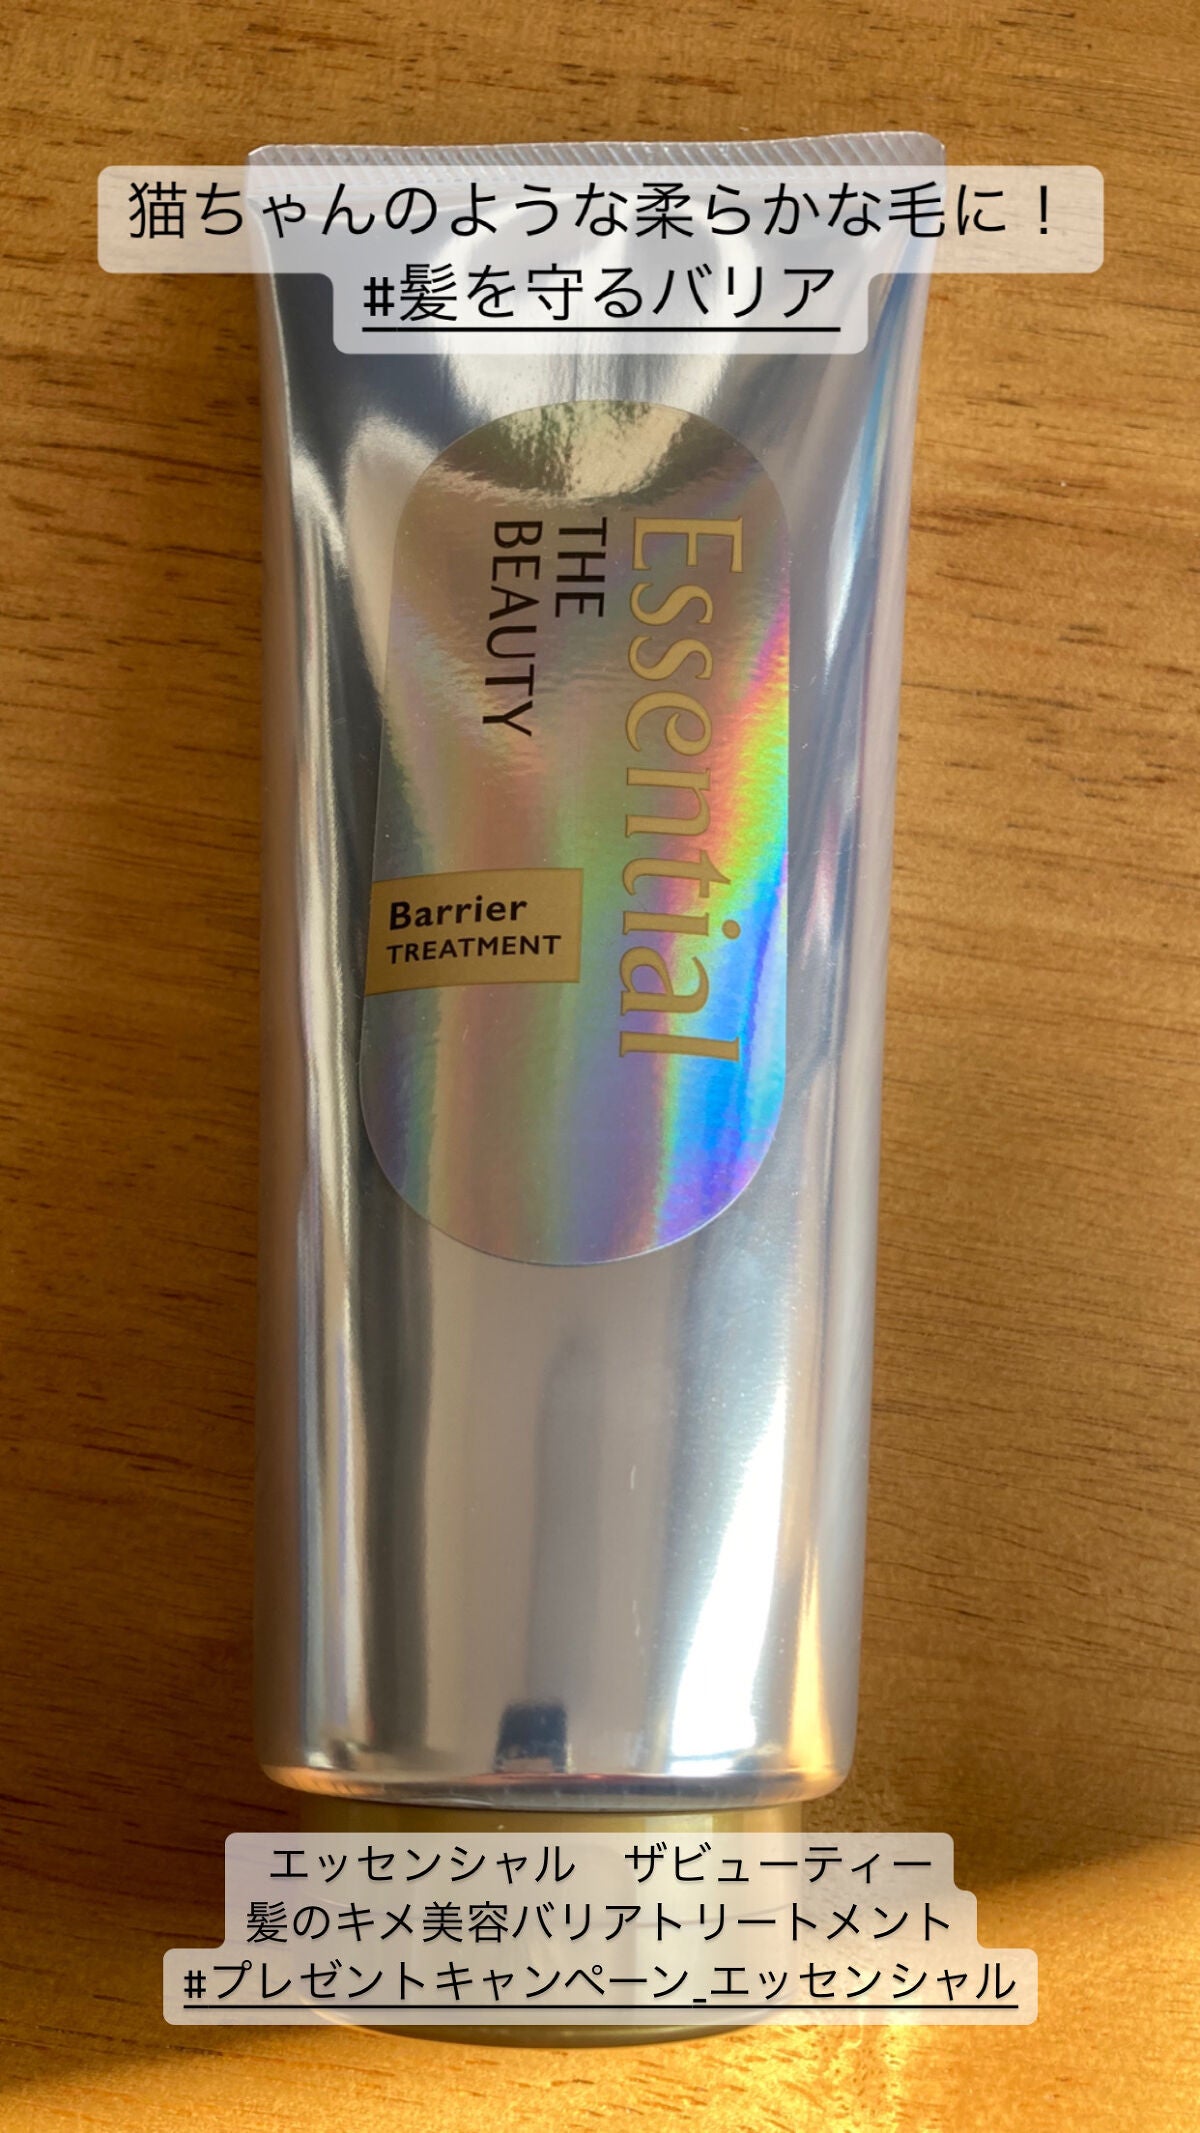 猫ちゃんのような柔らかな毛に！
#髪を守るバリア
Essential
THE
BEAUTY
Barrier
TREATMENT
エッセンシャル　ザビューティー
髪のキメ美容バリアトリートメント
#プレゼントキャンペーン_エッセンシャル